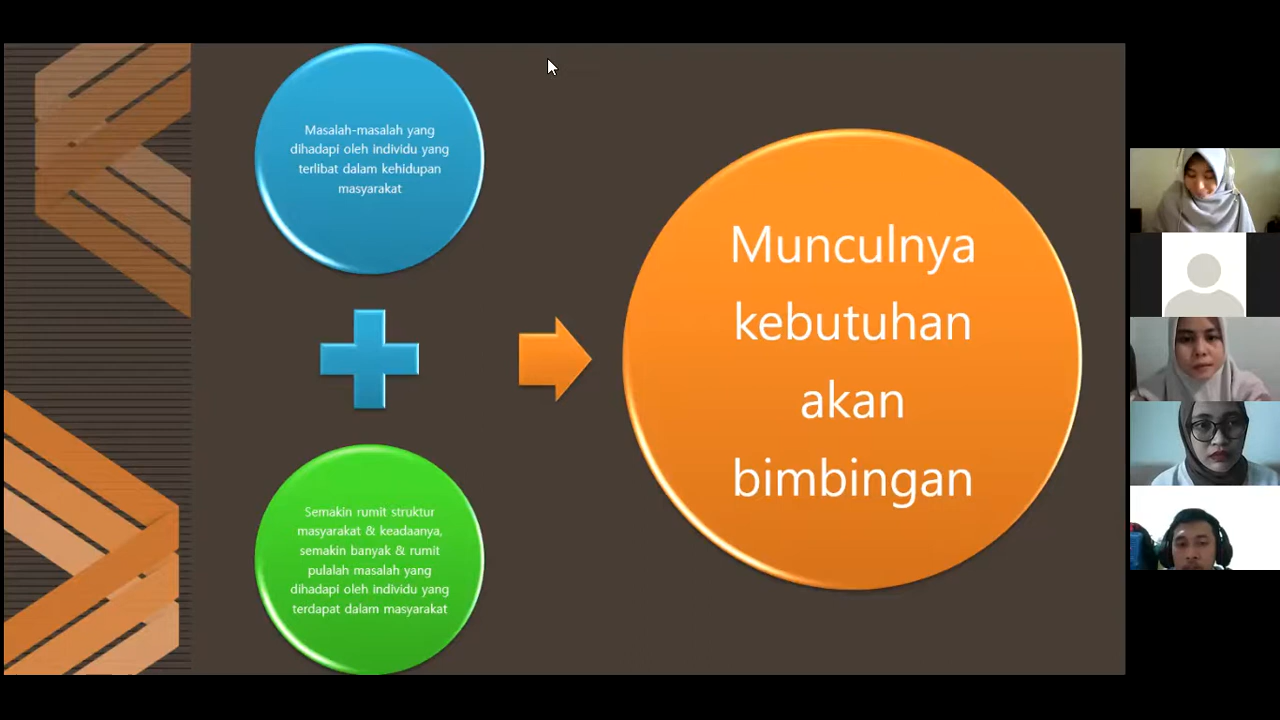 Masalah-masalah yang
dihadapi oleh individu yang
terlibat dalam kehidupan
masyarakat
Semakin rumit struktur
masyarakat & keadaanya,
semakin banyak & rumit
pulalah masalah yang
dihadapi oleh individu yang
terdapat dalam masyarakat
Munculnya
kebutuhan
akan
bimbingan